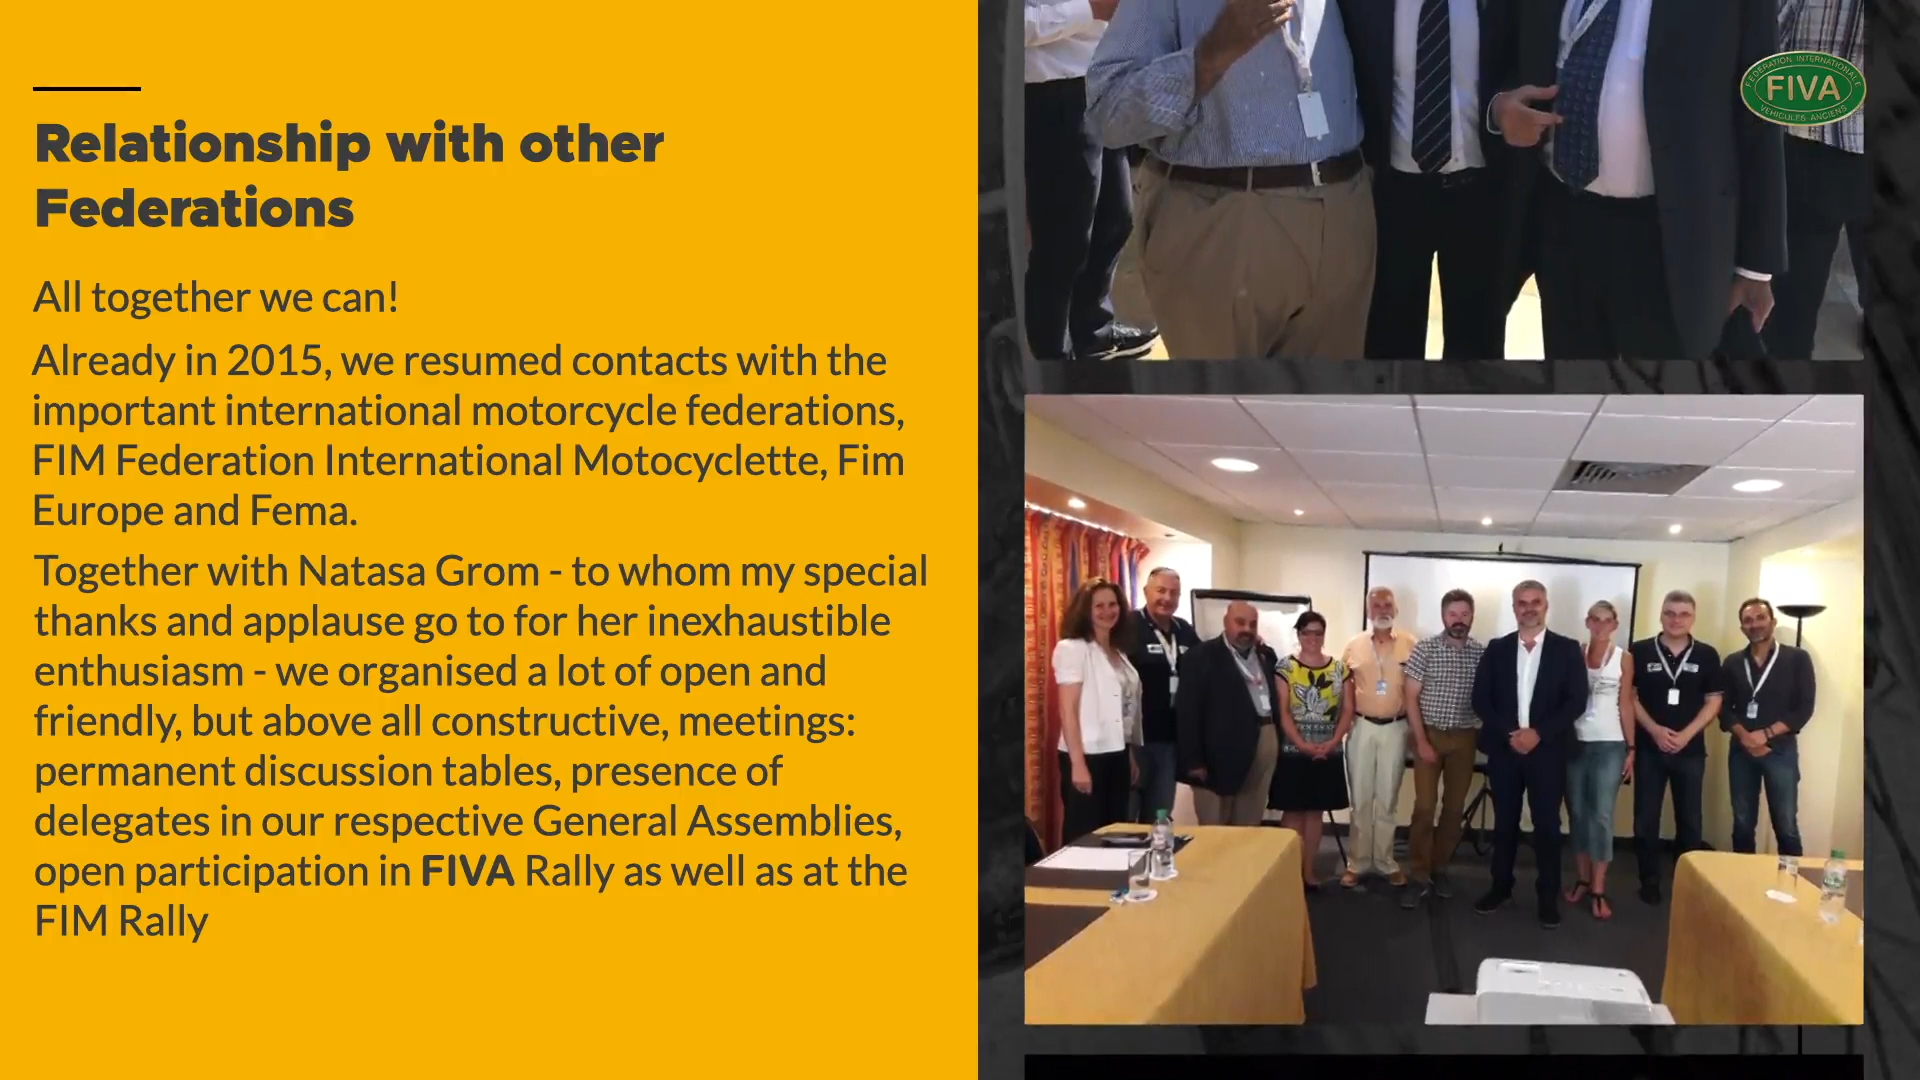 Relationship with other
Federations
All together we can!
Already in 2015, we resumed contacts with the
important international motorcycle federations,
FIM Federation International Motocyclette, Fim
Europe and Fema.
Together with Natasa Grom - to whom my special
thanks and applause go to for her inexhaustible
enthusiasm - we organised a lot of open and
friendly, but above all constructive, meetings:
permanent discussion tables, presence of
delegates in our respective General Assemblies,
open participation in FIVA Rally as well as at the
FIM Rally
FEDERATION INTERNATIONALE
FIVA
VEHICULES ANCIENS